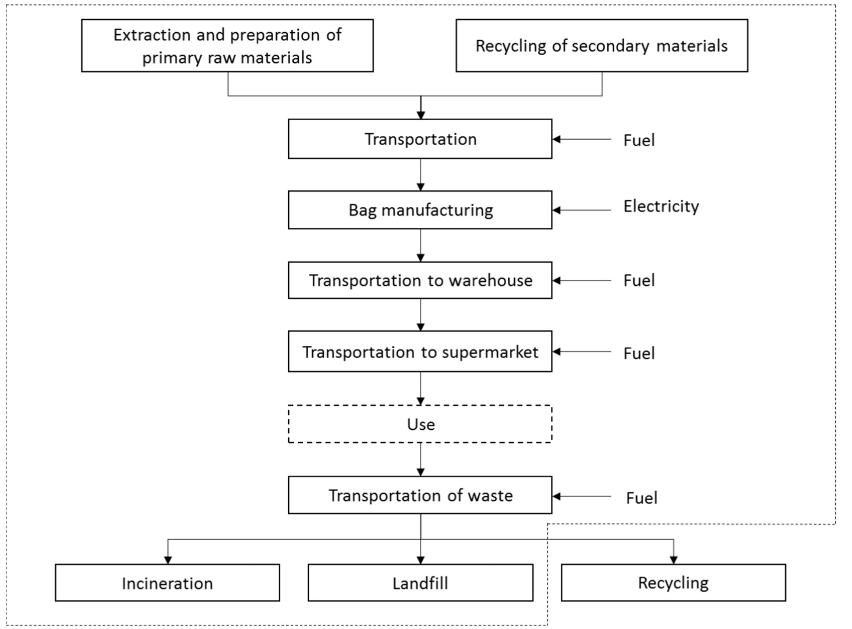 Extraction and preparation of
primary raw materials
Recycling of secondary materials
Transportation
Fuel
Bag manufacturing
Electricity
Transportation to warehouse
Fuel
Transportation to supermarket
Fuel
Use
Transportation of waste
Fuel
Incineration
Landfill
Recycling